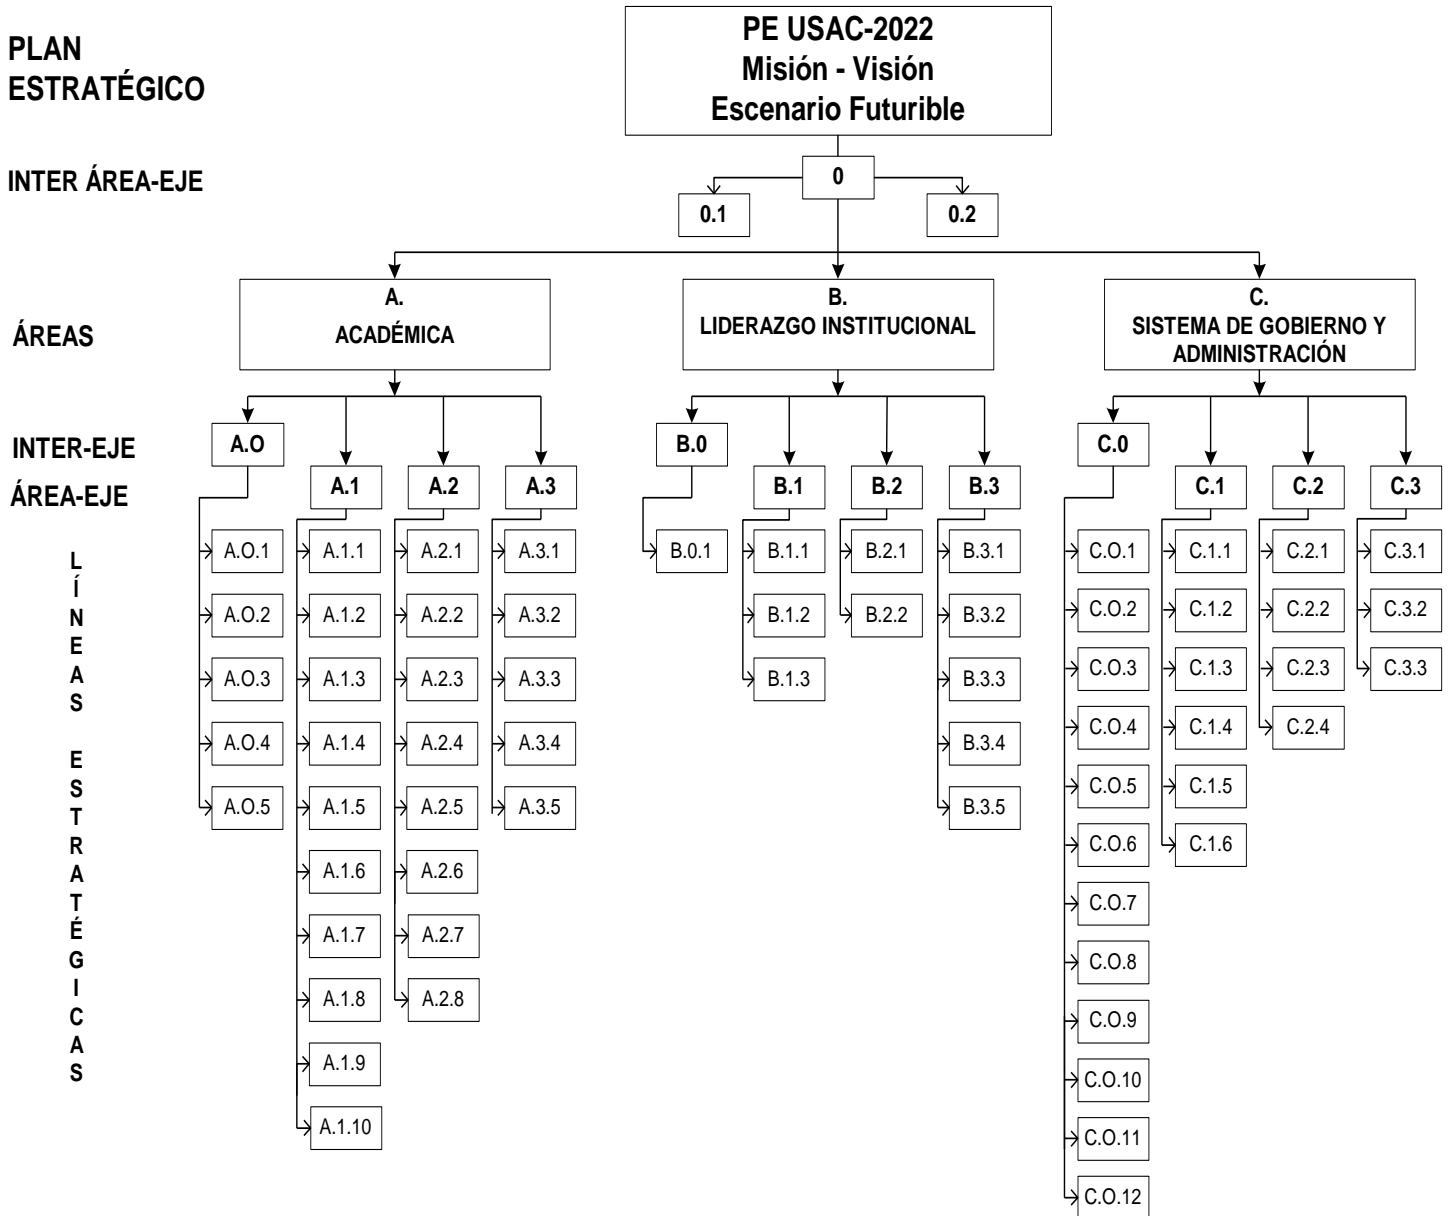 PLAN
ESTRATÉGICO
PE USAC-2022
Misión - Visión
Escenario Futurible
INTER ÁREA-EJE
0
0.1
0.2
ÁREAS
A.
ACADÉMICA
B.
LIDERAZGO INSTITUCIONAL
C.
SISTEMA DE GOBIERNO Y
ADMINISTRACIÓN
INTER-EJE
A.O
B.0
C.0
ÁREA-EJE
A.1
A.2
A.3
B.1
B.2
B.3
C.1
C.2
C.3
LÍNEAS ESTRATÉGICAS
A.O.1
A.O.2
A.O.3
A.O.4
A.O.5
A.1.1
A.1.2
A.1.3
A.1.4
A.1.5
A.1.6
A.1.7
A.1.8
A.1.9
A.1.10
A.2.1
A.2.2
A.2.3
A.2.4
A.2.5
A.2.6
A.2.7
A.2.8
A.3.1
A.3.2
A.3.3
A.3.4
A.3.5
B.0.1
B.1.1
B.1.2
B.1.3
B.2.1
B.2.2
B.3.1
B.3.2
B.3.3
B.3.4
B.3.5
C.O.1
C.O.2
C.O.3
C.O.4
C.O.5
C.O.6
C.O.7
C.O.8
C.O.9
C.O.10
C.O.11
C.O.12
C.1.1
C.1.2
C.1.3
C.1.4
C.1.5
C.1.6
C.2.1
C.2.2
C.2.3
C.2.4
C.3.1
C.3.2
C.3.3